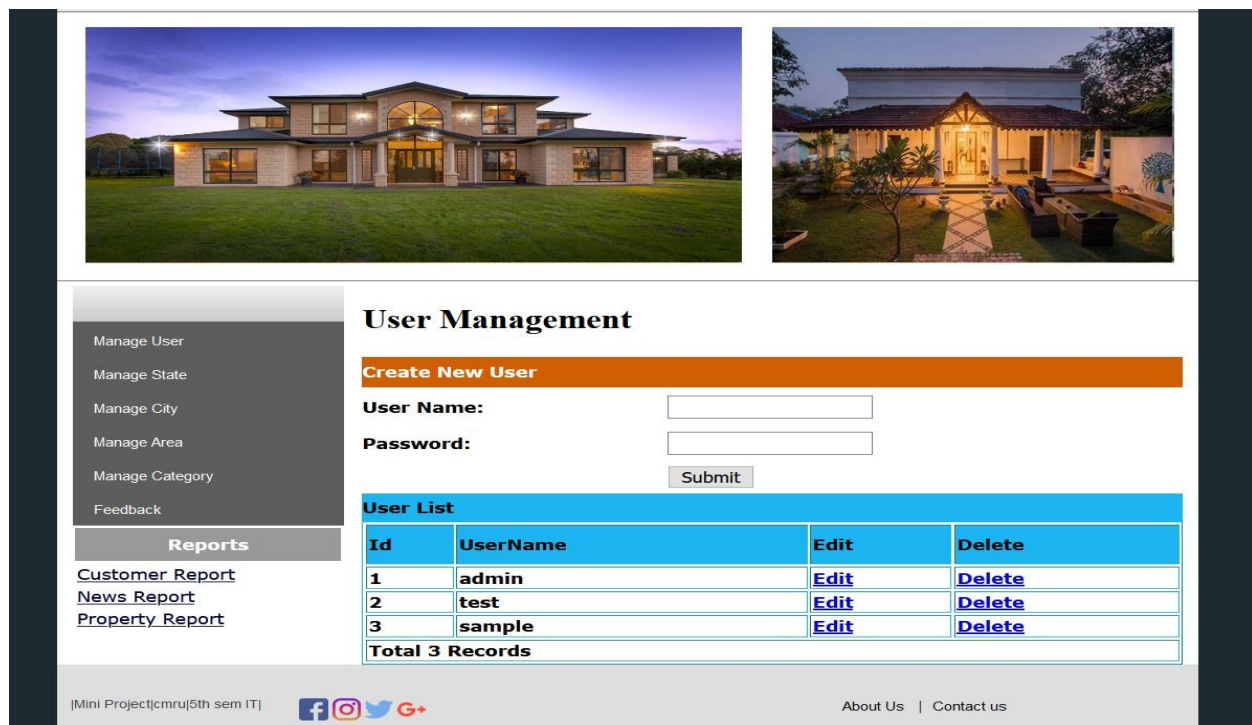 User Management
Manage User
Manage State
Manage City
Manage Area
Manage Category
Feedback
Reports
Customer Report
News Report
Property Report
Create New User
User Name:
Password:
Submit
User List
Id UserName Edit Delete
1 admin Edit Delete
2 test Edit Delete
3 sample Edit Delete
Total 3 Records
|Mini Project|cmru|5th sem IT|
G+
About Us | Contact us